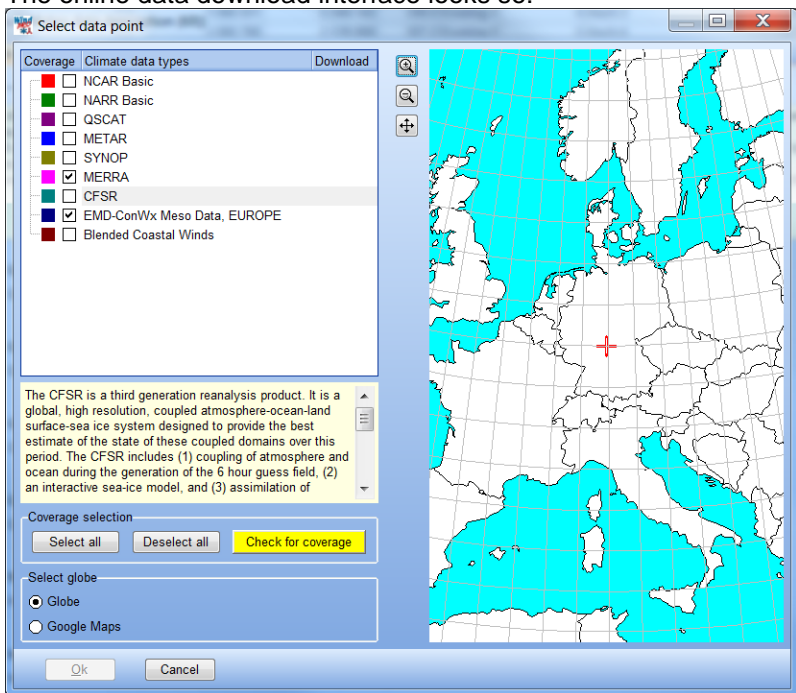 The online data download interface looks so:
Select data point
Coverage Climate data types Download
NCAR Basic
NARR Basic
QSCAT
METAR
SYNOP
MERRA
CFSR
EMD-ConWx Meso Data, EUROPE
Blended Coastal Winds
The CFSR is a third generation reanalysis product. It is a
global, high resolution, coupled atmosphere-ocean-land
surface-sea ice system designed to provide the best
estimate of the state of these coupled domains over this
period. The CFSR includes (1) coupling of atmosphere and
ocean during the generation of the 6 hour guess field, (2)
an interactive sea-ice model, and (3) assimilation of
Coverage selection
Select all Deselect all Check for coverage
Select globe
Globe
Google Maps
Ok Cancel